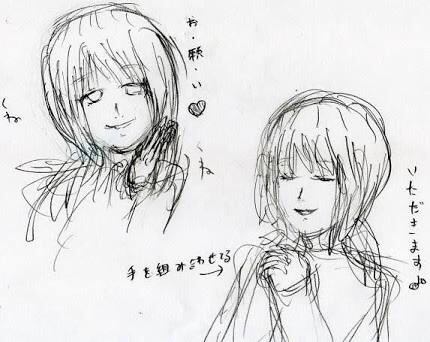 お・願・い♥
くね
くね
いただきます♪
手を組み合わせてる→